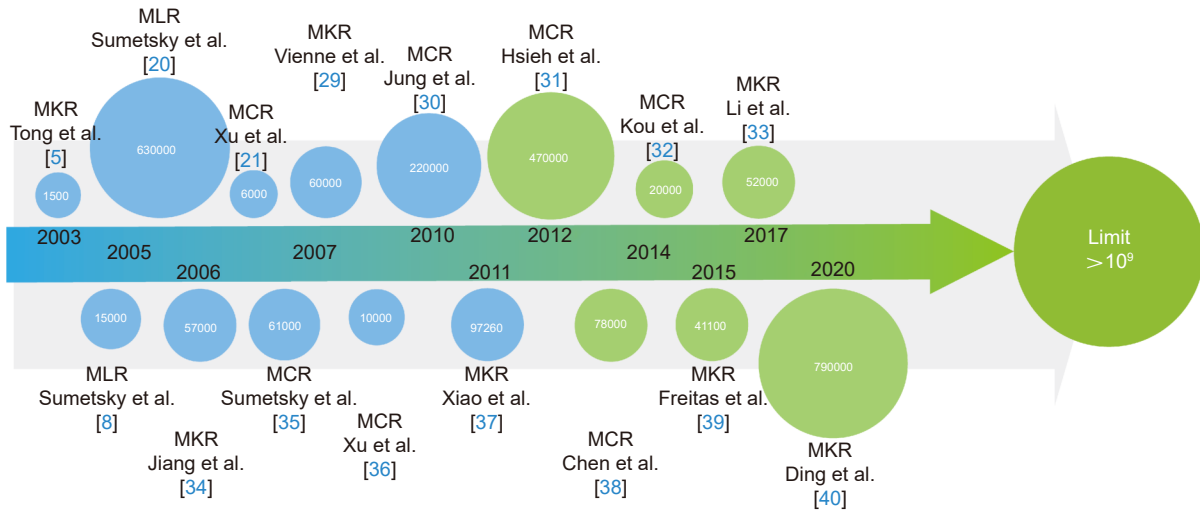 MLR
Sumetsky et al.
[20]
630000
MKR
Tong et al.
[5]
1500
MCR
Xu et al.
[21]
6000
MKR
Vienne et al.
[29]
60000
MCR
Jung et al.
[30]
220000
MCR
Hsieh et al.
[31]
470000
MCR
Kou et al.
[32]
20000
MKR
Li et al.
[33]
52000
2003
2005
2006
2007
2010
2011
2012
2014
2015
2017
2020
Limit
>10⁹
15000
MLR
Sumetsky et al.
[8]
57000
MKR
Jiang et al.
[34]
61000
MCR
Sumetsky et al.
[35]
10000
MCR
Xu et al.
[36]
97260
MKR
Xiao et al.
[37]
78000
MCR
Chen et al.
[38]
41100
MKR
Freitas et al.
[39]
790000
MKR
Ding et al.
[40]